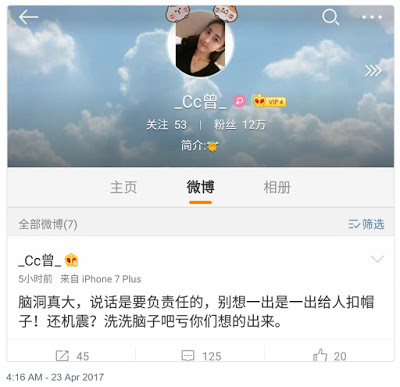 _Cc曾_ VIP 4
关注 53 | 粉丝 12万
简介:
主页 微博 相册
全部微博(7) 筛选
_Cc曾_
5小时前 来自 iPhone 7 Plus
脑洞真大，说话是要负责任的，别想一出是一出给人扣帽
子！还机震？洗洗脑子吧亏你们想的出来。
45 125 20
4:16 AM - 23 Apr 2017